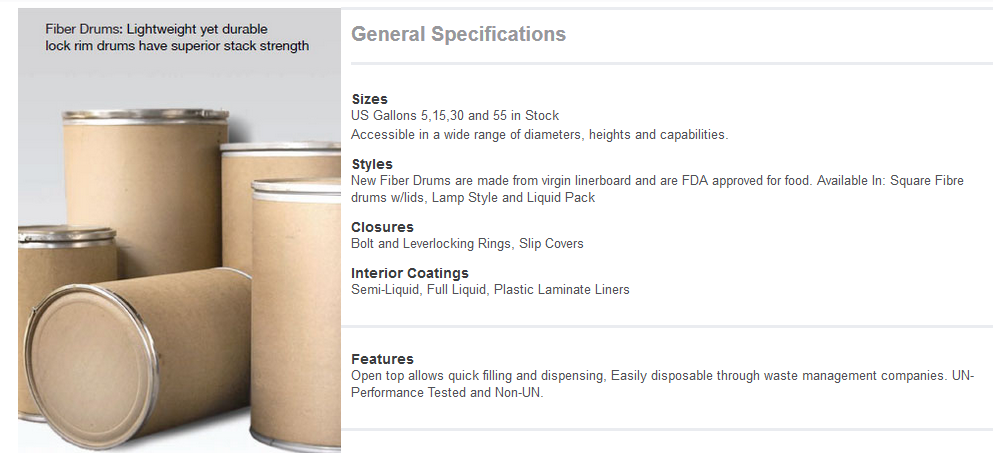 Fiber Drums: Lightweight yet durable
lock rim drums have superior stack strength
General Specifications
Sizes
US Gallons 5,15,30 and 55 in Stock
Accessible in a wide range of diameters, heights and capabilities.
Styles
New Fiber Drums are made from virgin linerboard and are FDA approved for food. Available In: Square Fibre
drums w/lids, Lamp Style and Liquid Pack
Closures
Bolt and Leverlocking Rings, Slip Covers
Interior Coatings
Semi-Liquid, Full Liquid, Plastic Laminate Liners
Features
Open top allows quick filling and dispensing, Easily disposable through waste management companies. UN-
Performance Tested and Non-UN.